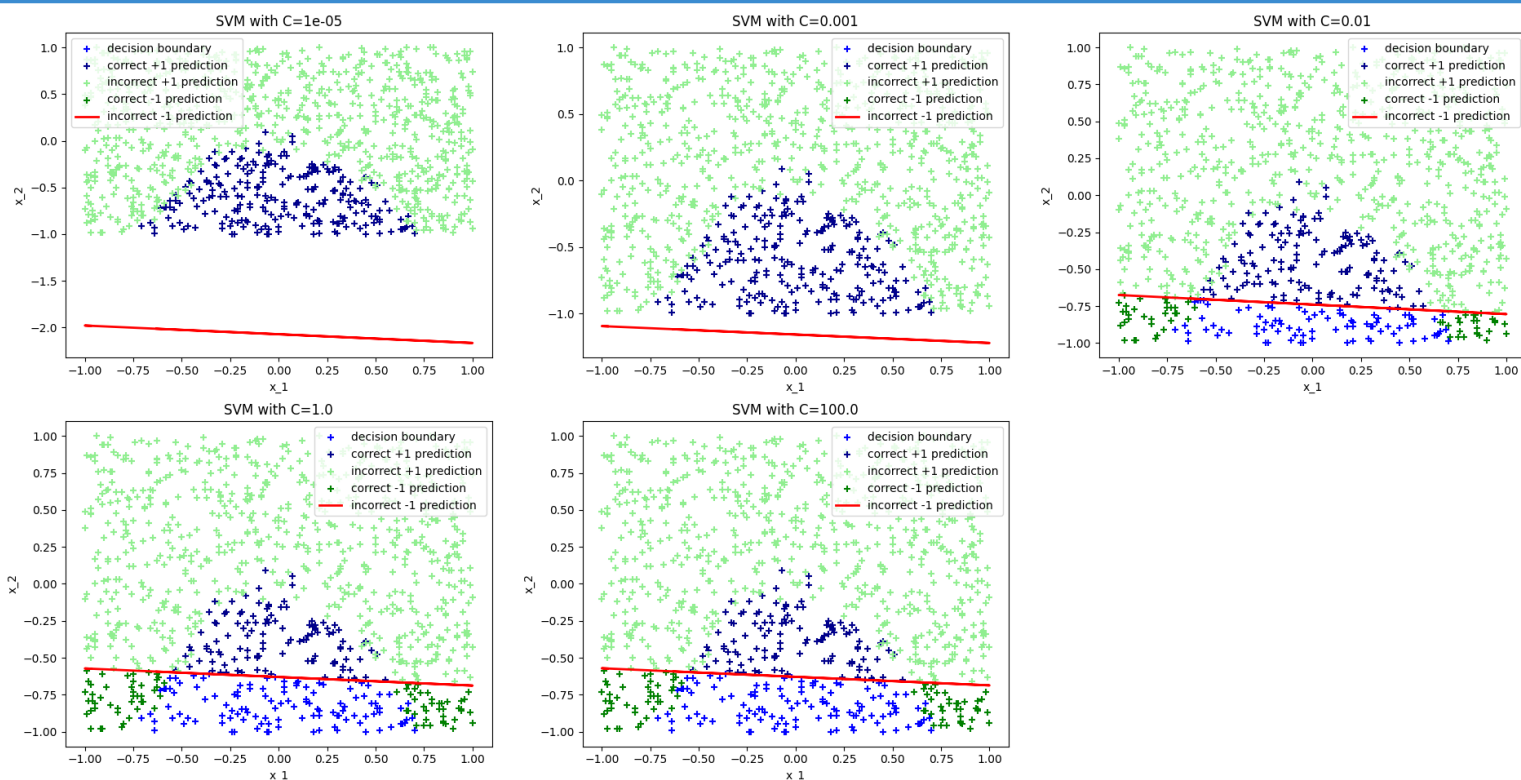 SVM with C=1e-05
decision boundary
correct +1 prediction
incorrect +1 prediction
correct -1 prediction
incorrect -1 prediction
1.0
0.5
0.0
−0.5
−1.0
−1.5
−2.0
x_2
−1.00 −0.75 −0.50 −0.25 0.00 0.25 0.50 0.75 1.00
x_1
SVM with C=0.001
decision boundary
correct +1 prediction
incorrect +1 prediction
correct -1 prediction
incorrect -1 prediction
1.0
0.5
0.0
−0.5
−1.0
x_2
−1.00 −0.75 −0.50 −0.25 0.00 0.25 0.50 0.75 1.00
x_1
SVM with C=0.01
decision boundary
correct +1 prediction
incorrect +1 prediction
correct -1 prediction
incorrect -1 prediction
1.00
0.75
0.50
0.25
0.00
−0.25
−0.50
−0.75
−1.00
x_2
−1.00 −0.75 −0.50 −0.25 0.00 0.25 0.50 0.75 1.00
x_1
SVM with C=1.0
decision boundary
correct +1 prediction
incorrect +1 prediction
correct -1 prediction
incorrect -1 prediction
1.00
0.75
0.50
0.25
0.00
−0.25
−0.50
−0.75
−1.00
x_2
−1.00 −0.75 −0.50 −0.25 0.00 0.25 0.50 0.75 1.00
x_1
SVM with C=100.0
decision boundary
correct +1 prediction
incorrect +1 prediction
correct -1 prediction
incorrect -1 prediction
1.00
0.75
0.50
0.25
0.00
−0.25
−0.50
−0.75
−1.00
x_2
−1.00 −0.75 −0.50 −0.25 0.00 0.25 0.50 0.75 1.00
x_1